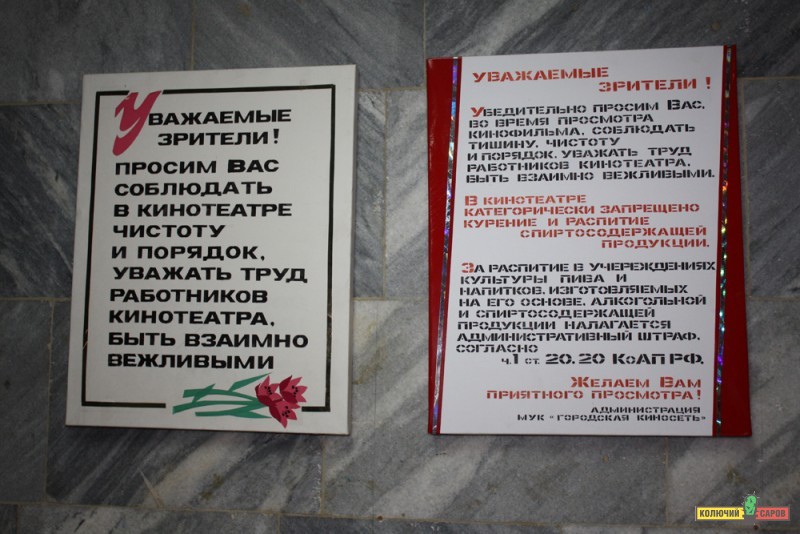 УВАЖАЕМЫЕ
ЗРИТЕЛИ!
ПРОСИМ ВАС
СОБЛЮДАТЬ
В КИНОТЕАТРЕ
ЧИСТОТУ
И ПОРЯДОК,
УВАЖАТЬ ТРУД
РАБОТНИКОВ
КИНОТЕАТРА,
БЫТЬ ВЗАИМНО
ВЕЖЛИВЫМИ
УВАЖАЕМЫЕ
ЗРИТЕЛИ !
УБЕДИТЕЛЬНО ПРОСИМ ВАС,
ВО ВРЕМЯ ПРОСМОТРА
КИНОФИЛЬМА, СОБЛЮДАТЬ
ТИШИНУ, ЧИСТОТУ
И ПОРЯДОК, УВАЖАТЬ ТРУД
РАБОТНИКОВ КИНОТЕАТРА,
БЫТЬ ВЗАИМНО ВЕЖЛИВЫМИ.
В КИНОТЕАТРЕ
КАТЕГОРИЧЕСКИ ЗАПРЕЩЕНО
КУРЕНИЕ И РАСПИТИЕ
СПИРТОСОДЕРЖАЩЕЙ
ПРОДУКЦИИ.
ЗА РАСПИТИЕ В УЧЕРЕЖДЕНИЯХ
КУЛЬТУРЫ ПИВА И
НАПИТКОВ, ИЗГОТОВЛЯЕМЫХ
НА ЕГО ОСНОВЕ, АЛКОГОЛЬНОЙ
И СПИРТОСОДЕРЖАЩЕЙ
ПРОДУКЦИИ НАЛАГАЕТСЯ
АДМИНИСТРАТИВНЫЙ ШТРАФ,
СОГЛАСНО
ч.1 ст. 20.20 КоАП РФ.
ЖЕЛАЕМ ВАМ
ПРИЯТНОГО ПРОСМОТРА!
АДМИНИСТРАЦИЯ
МУК "ГОРОДСКАЯ КИНОСЕТЬ"
КОЛЮЧИЙ САРОВ